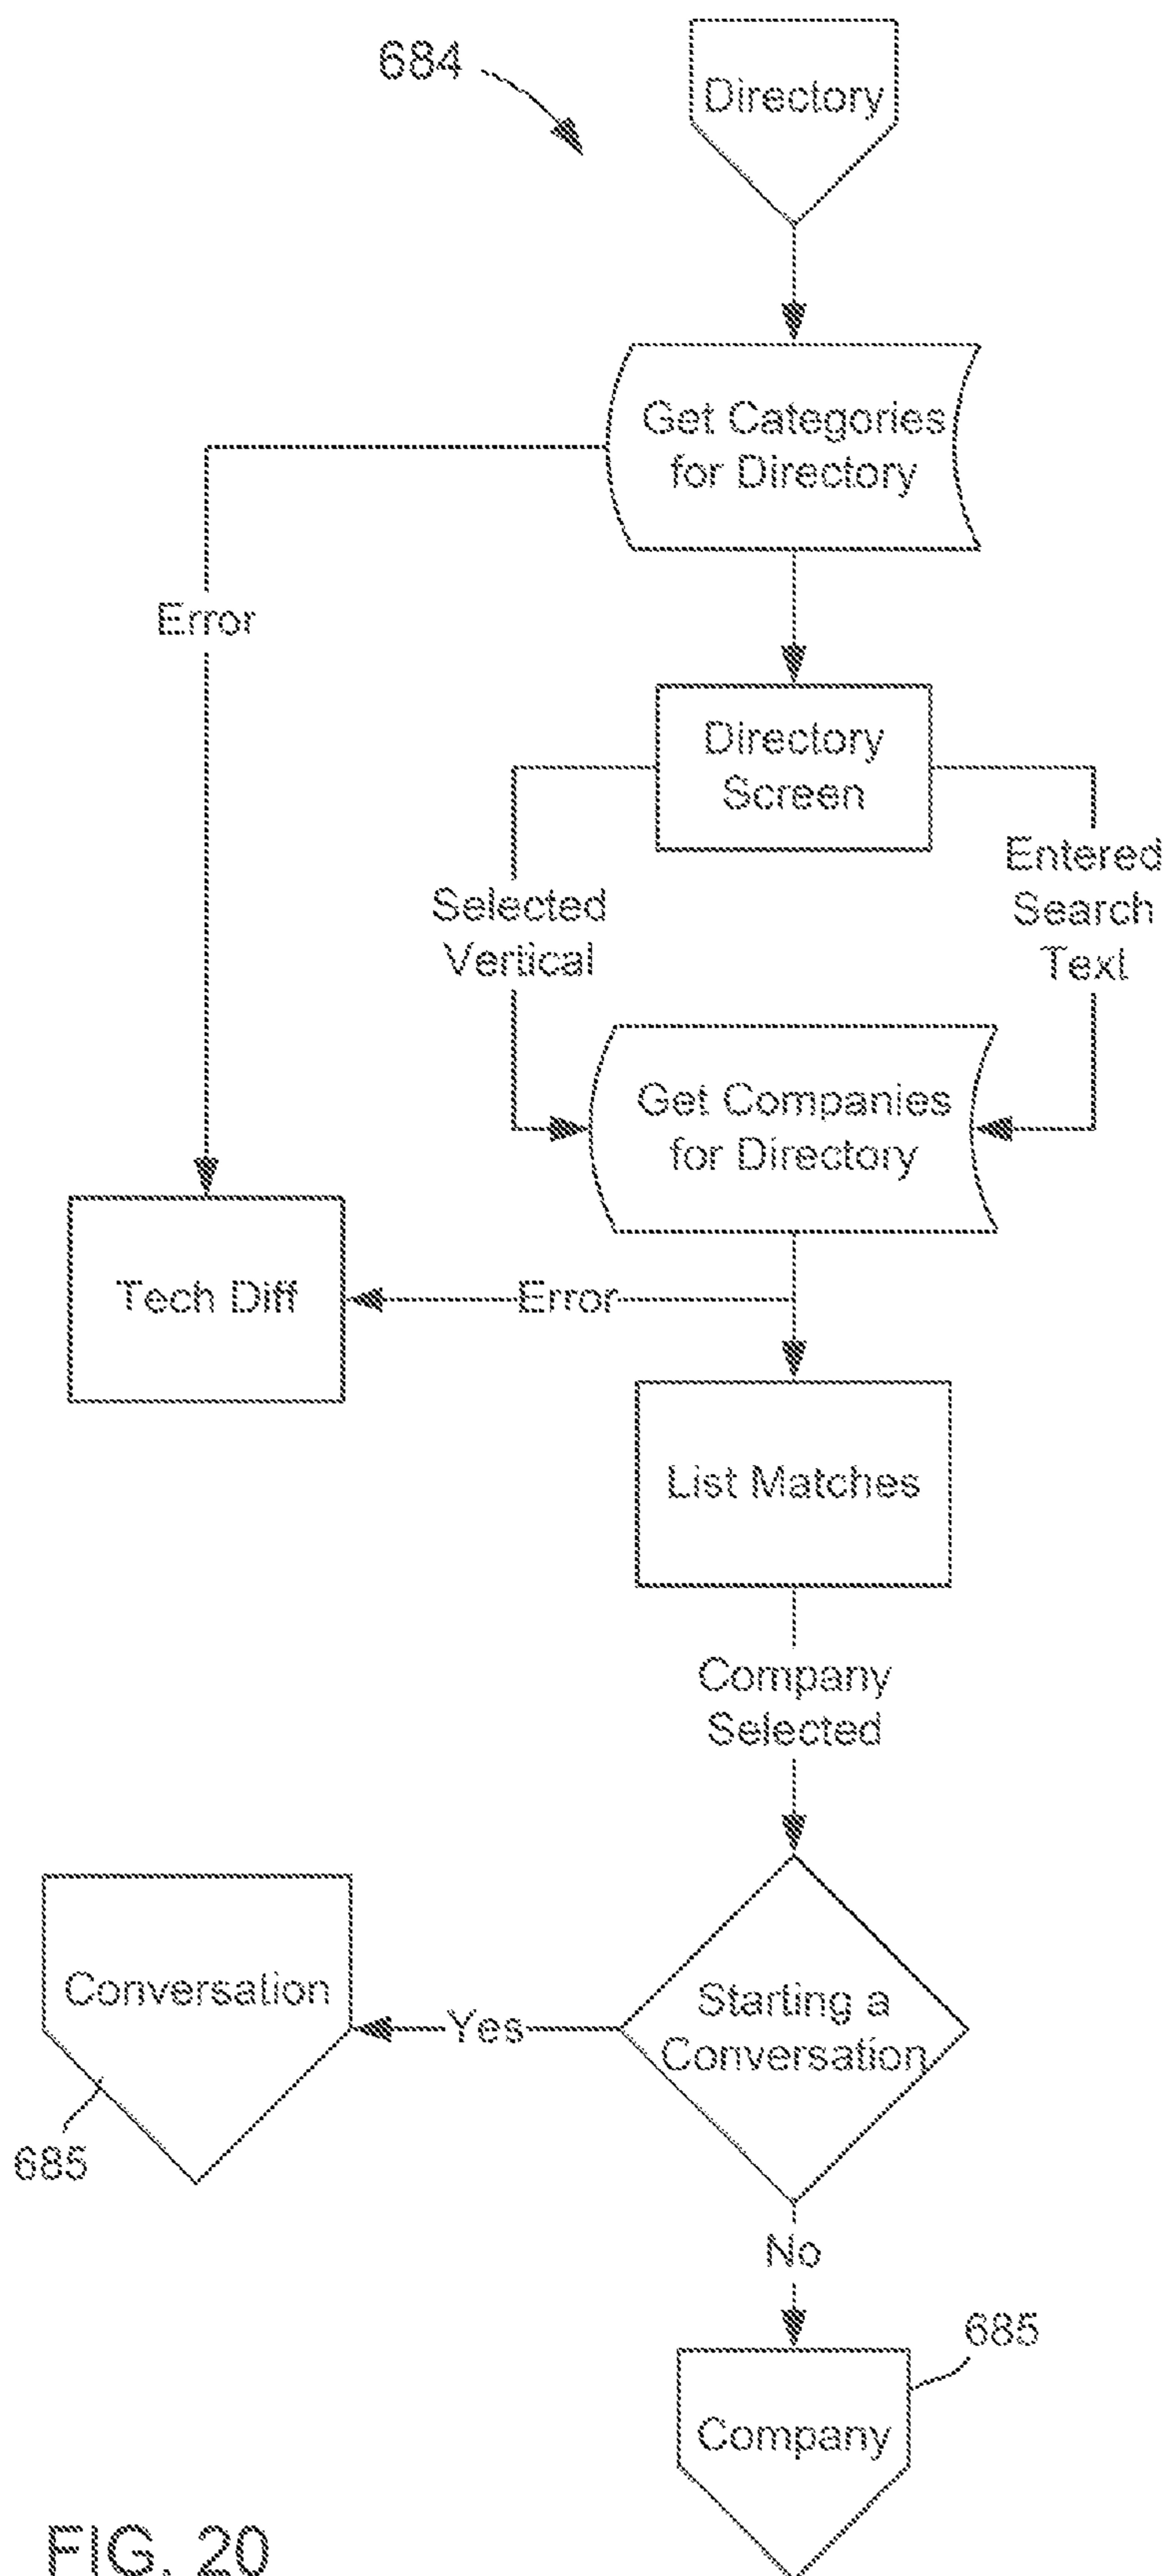 684
Directory
Get Categories
for Directory
Error
Directory
Screen
Selected
Vertical
Entered
Search
Text
Get Companies
for Directory
Tech Diff
Error
List Matches
Company
Selected
Starting a
Conversation
Yes
Conversation
685
No
685
Company
FIG. 20